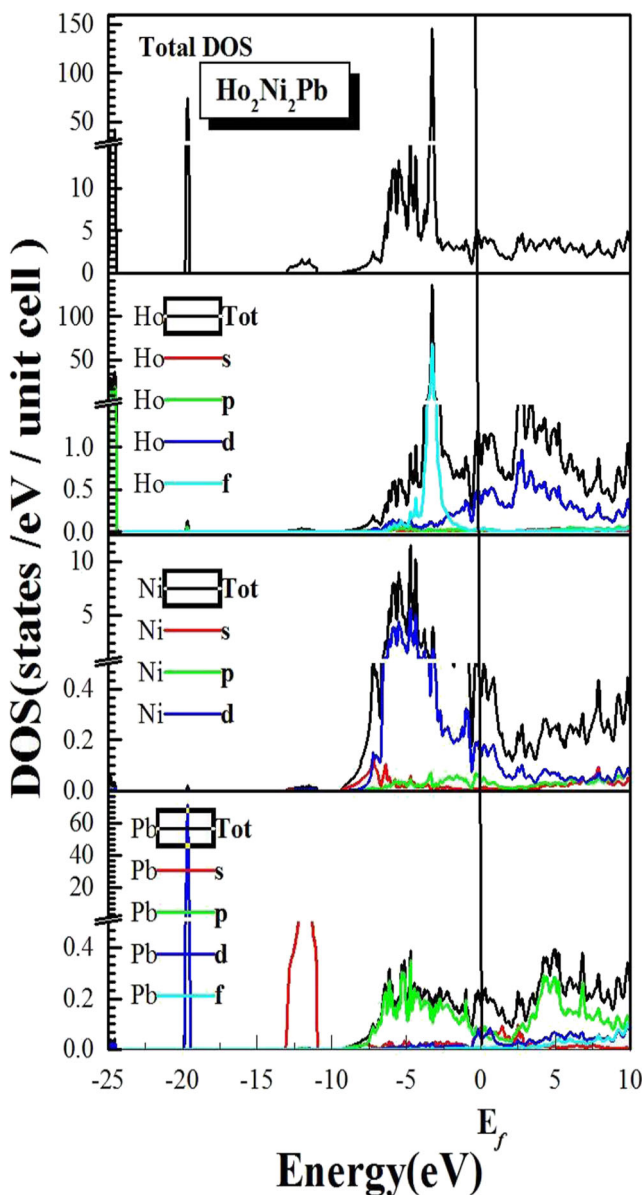 DOS(states /eV / unit cell )
Total DOS
Ho2Ni2Pb
150
100
50
10
5
0
Ho Tot
Ho s
Ho p
Ho d
Ho f
100
50
1.0
0.5
0.0
Ni Tot
Ni s
Ni p
Ni d
10
5
0.4
0.2
0.0
Pb Tot
Pb s
Pb p
Pb d
Pb f
60
40
20
0.4
0.2
0.0
-25 -20 -15 -10 -5 0 5 10
Ef
Energy(eV)